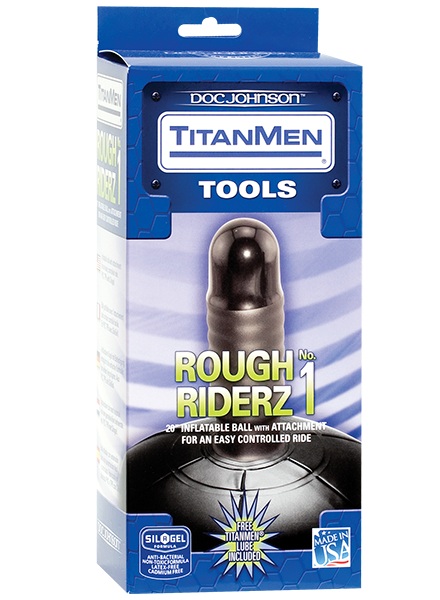 DOC JOHNSON™
TITANMEN®
TOOLS
ROUGH No.
RIDERZ 1
20" INFLATABLE BALL WITH ATTACHMENT
FOR AN EASY CONTROLLED RIDE
SIL A GEL
FORMULA
ANTI-BACTERIAL
NON-TOXIC FORMULA
LATEX-FREE
CADMIUM FREE
FREE
TITANMEN®
LUBE
INCLUDED
MADE IN
USA
ROUGH
RIDERZ 1